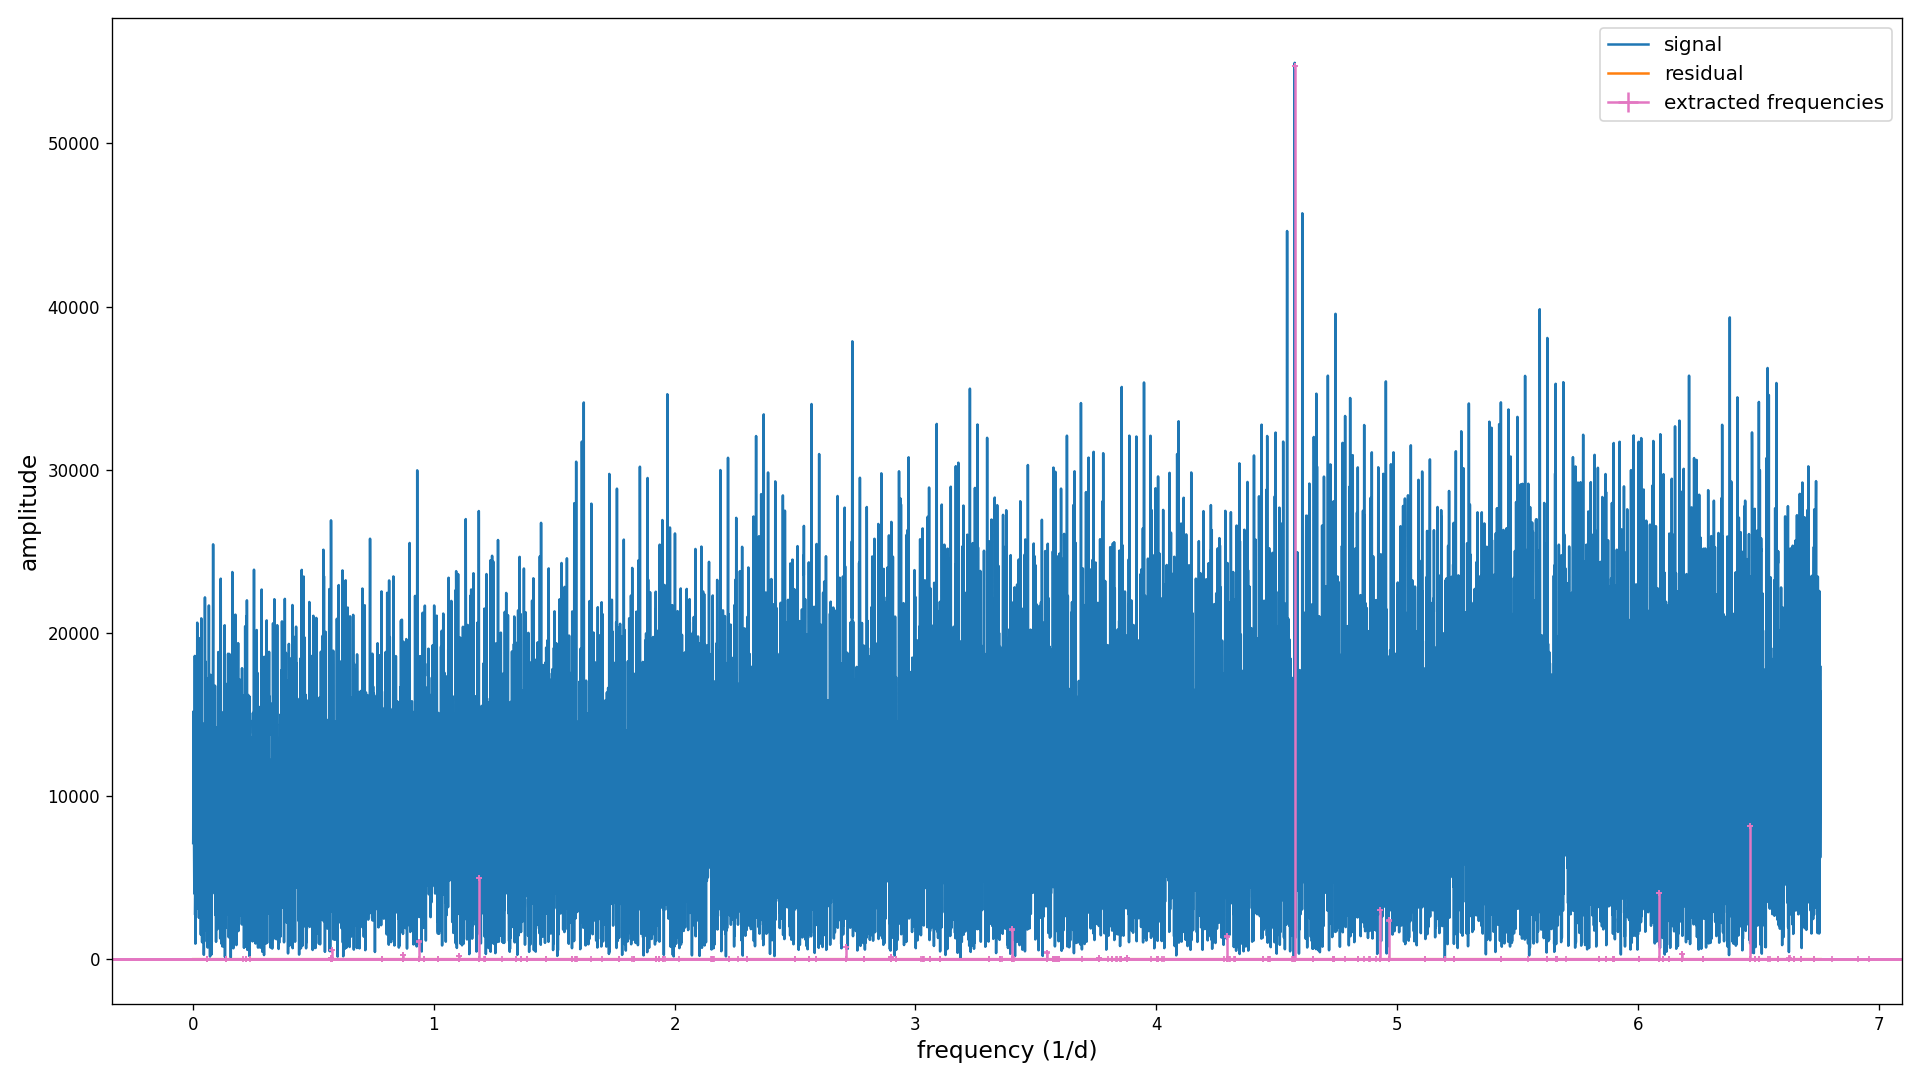 signal
residual
extracted frequencies
50000
40000
30000
20000
10000
0
amplitude
0 1 2 3 4 5 6 7
frequency (1/d)